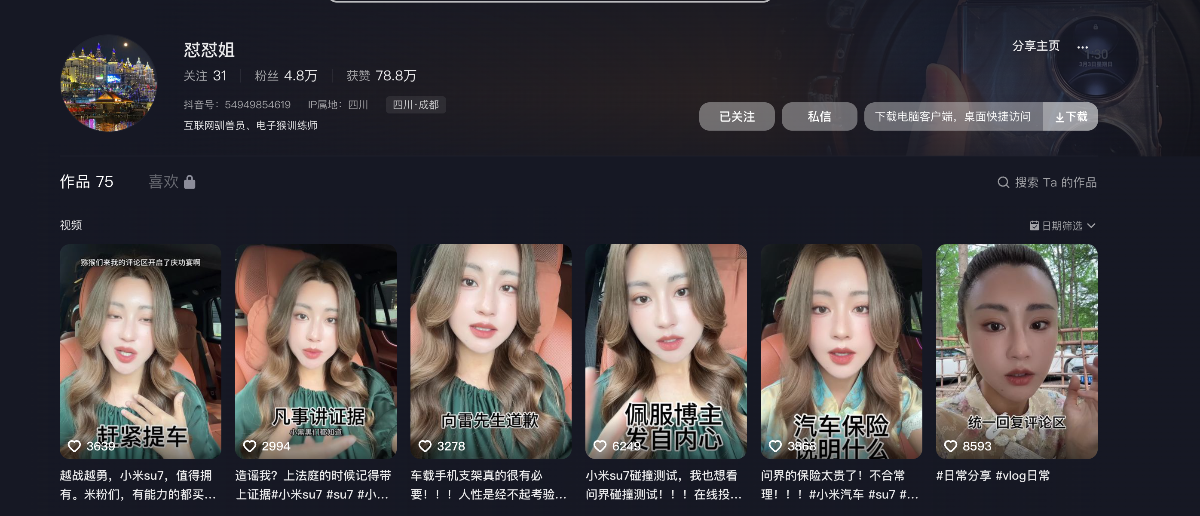 怼怼姐
分享主页 ...
关注 31 粉丝 4.8万 获赞 78.8万
抖音号：54949854619 IP属地：四川 四川·成都
互联网驯兽员、电子猴训练师
已关注 私信 下载电脑客户端，桌面快捷访问 下载
作品 75 喜欢
搜索 Ta 的作品
视频
日期筛选
猕猴们来我的评论区开启了庆功宴啊
赶紧提车
3639
越战越勇，小米su7，值得拥
有。米粉们，有能力的都买...
凡事讲证据
小黑黑们都知道
2994
造谣我？上法庭的时候记得带
上证据#小米su7 #su7 #小...
向雷先生道歉
3278
车载手机支架真的很有必
要！！！人性是经不起考验...
佩服博主
发自内心
6249
小米su7碰撞测试，我也想看
问界碰撞测试！！！在线投...
汽车保险
说明什么
3868
问界的保险太贵了！不合常
理！！！#小米汽车 #su7 #...
统一回复评论区
8593
#日常分享 #vlog日常